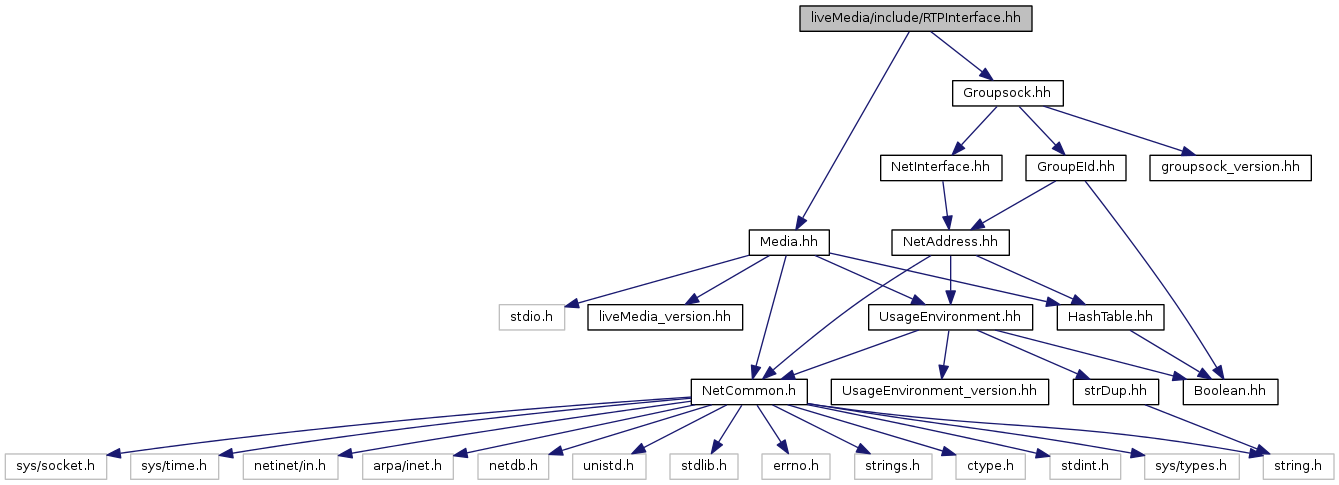 liveMedia/include/RTPInterface.hh
Groupsock.hh
NetInterface.hh
GroupEId.hh
groupsock_version.hh
Media.hh
NetAddress.hh
stdio.h
liveMedia_version.hh
UsageEnvironment.hh
HashTable.hh
NetCommon.h
UsageEnvironment_version.hh
strDup.hh
Boolean.hh
sys/socket.h
sys/time.h
netinet/in.h
arpa/inet.h
netdb.h
unistd.h
stdlib.h
errno.h
strings.h
ctype.h
stdint.h
sys/types.h
string.h